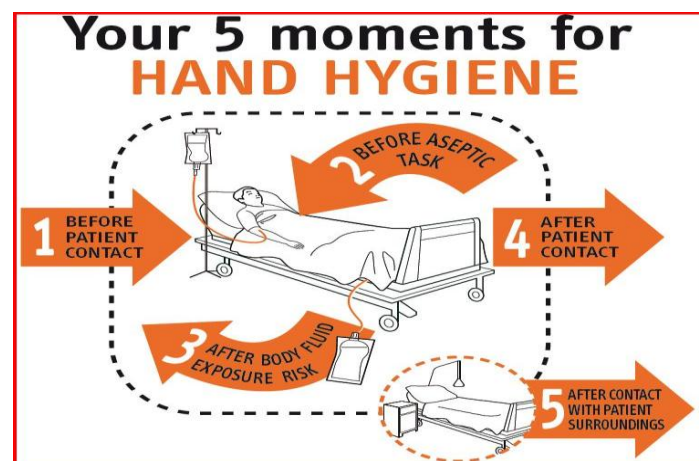 Your 5 moments for
HAND HYGIENE
1 BEFORE
PATIENT
CONTACT
2 BEFORE ASEPTIC
TASK
3 AFTER BODY FLUID
EXPOSURE RISK
4 AFTER
PATIENT
CONTACT
5 AFTER CONTACT
WITH PATIENT
SURROUNDINGS